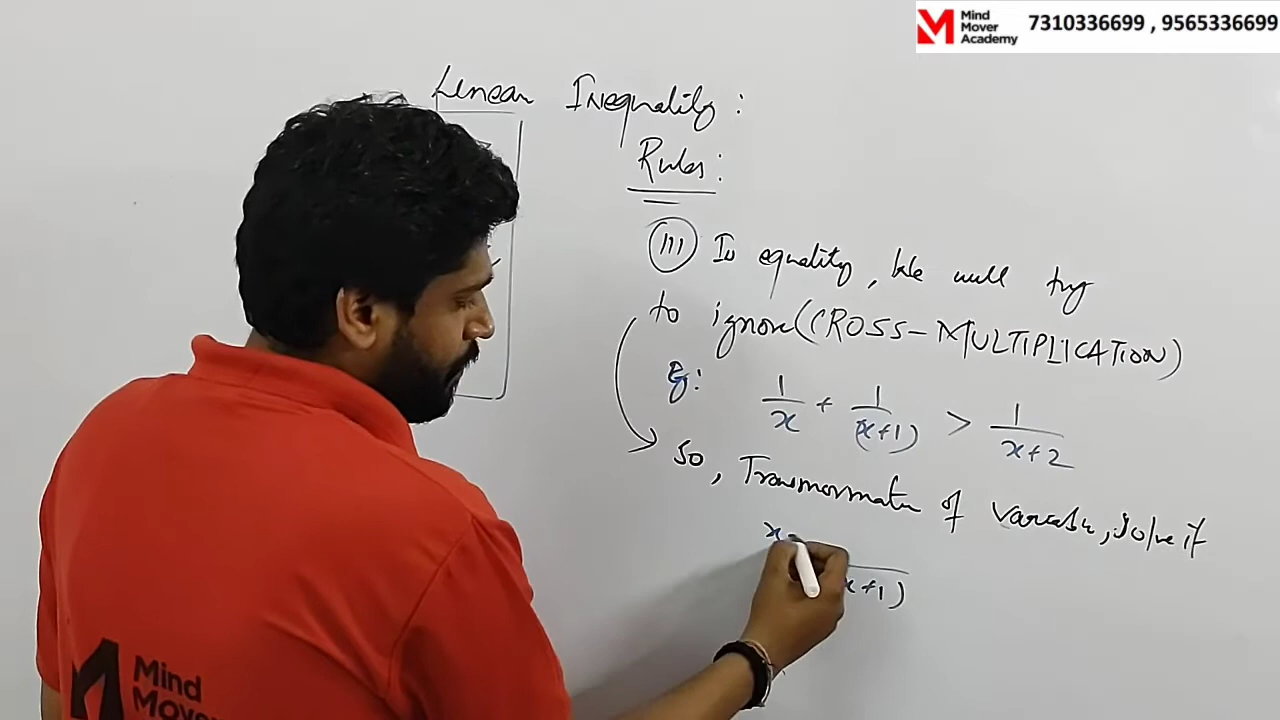 Mind
Mover
Academy
7310336699 , 9565336699
Linear Inequality :
Rules :
(III) In equality, We will try
to ignore (CROSS-MULTIPLICATION)
Eg: 1/x + 1/(x+1) > 1/x+2
so, of variable, solve it
x+1)
Mind
Mover